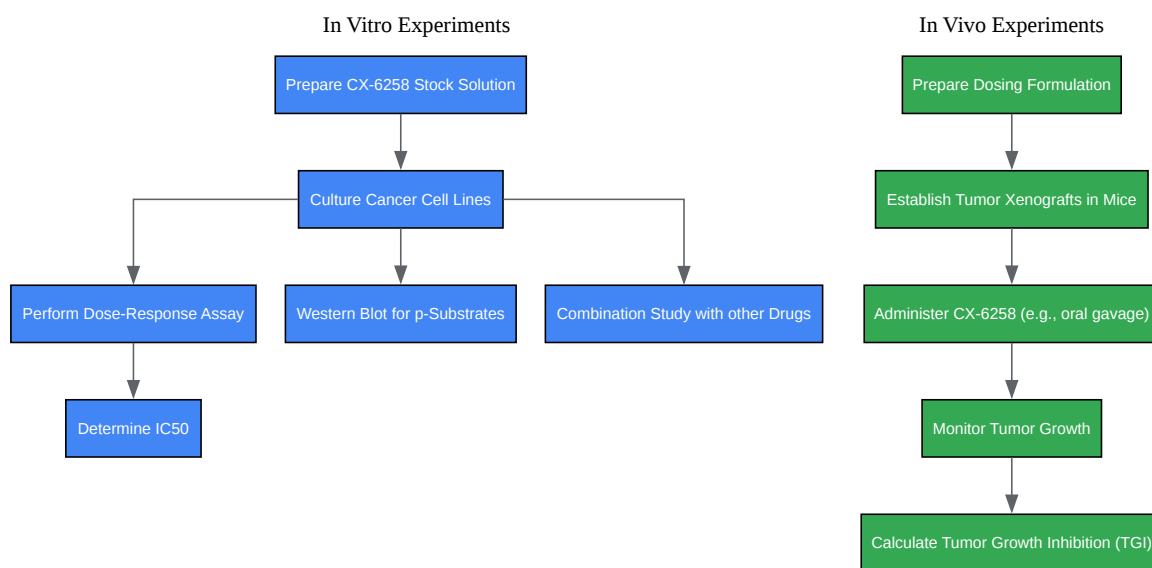 In Vitro Experiments
Prepare CX-6258 Stock Solution
Culture Cancer Cell Lines
Perform Dose-Response Assay
Western Blot for p-Substrates
Combination Study with other Drugs
Determine IC50
In Vivo Experiments
Prepare Dosing Formulation
Establish Tumor Xenografts in Mice
Administer CX-6258 (e.g., oral gavage)
Monitor Tumor Growth
Calculate Tumor Growth Inhibition (TGI)